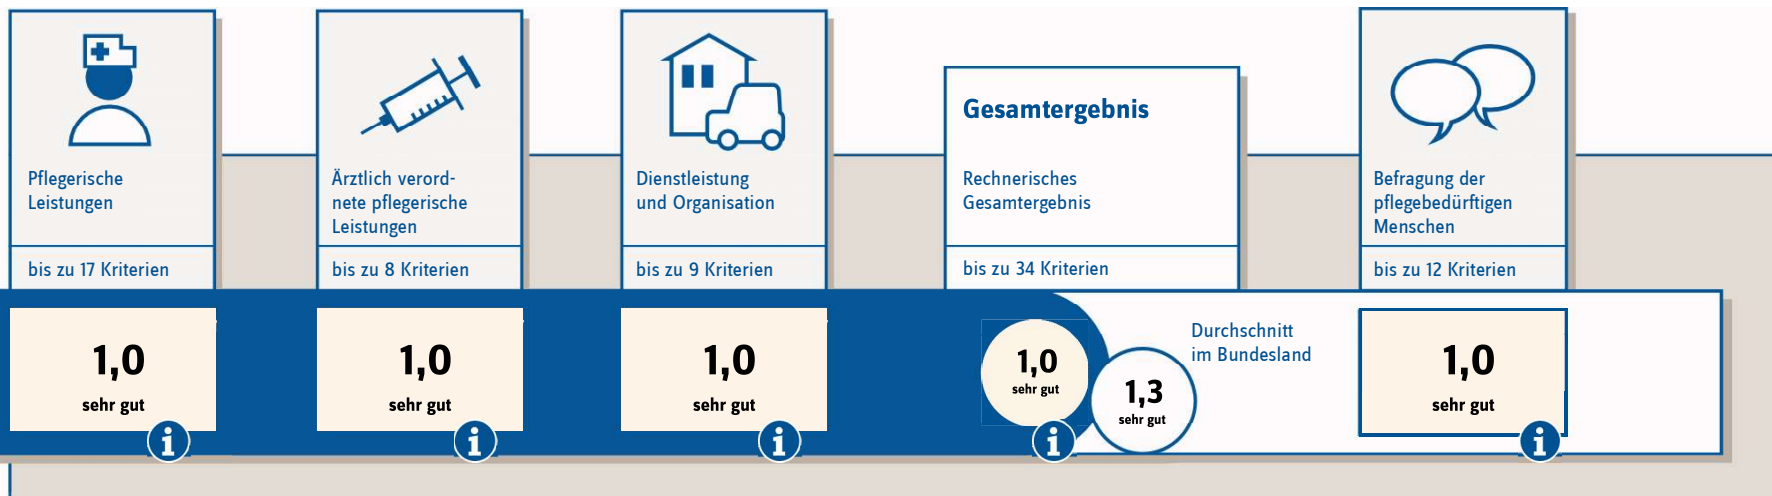 Pflegerische
Leistungen
bis zu 17 Kriterien
1,0
sehr gut
i
Ärztlich verord-
nete pflegerische
Leistungen
bis zu 8 Kriterien
1,0
sehr gut
i
Dienstleistung
und Organisation
bis zu 9 Kriterien
1,0
sehr gut
i
Gesamtergebnis
Rechnerisches
Gesamtergebnis
bis zu 34 Kriterien
1,0
sehr gut
i
1,3
sehr gut
Durchschnitt
im Bundesland
Befragung der
pflegebedürftigen
Menschen
bis zu 12 Kriterien
1,0
sehr gut
i